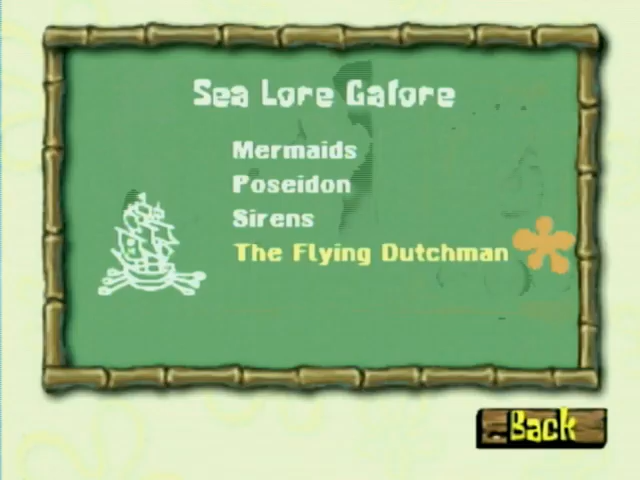 Sea Lore Galore
Mermaids
Poseidon
Sirens
The Flying Dutchman
Back